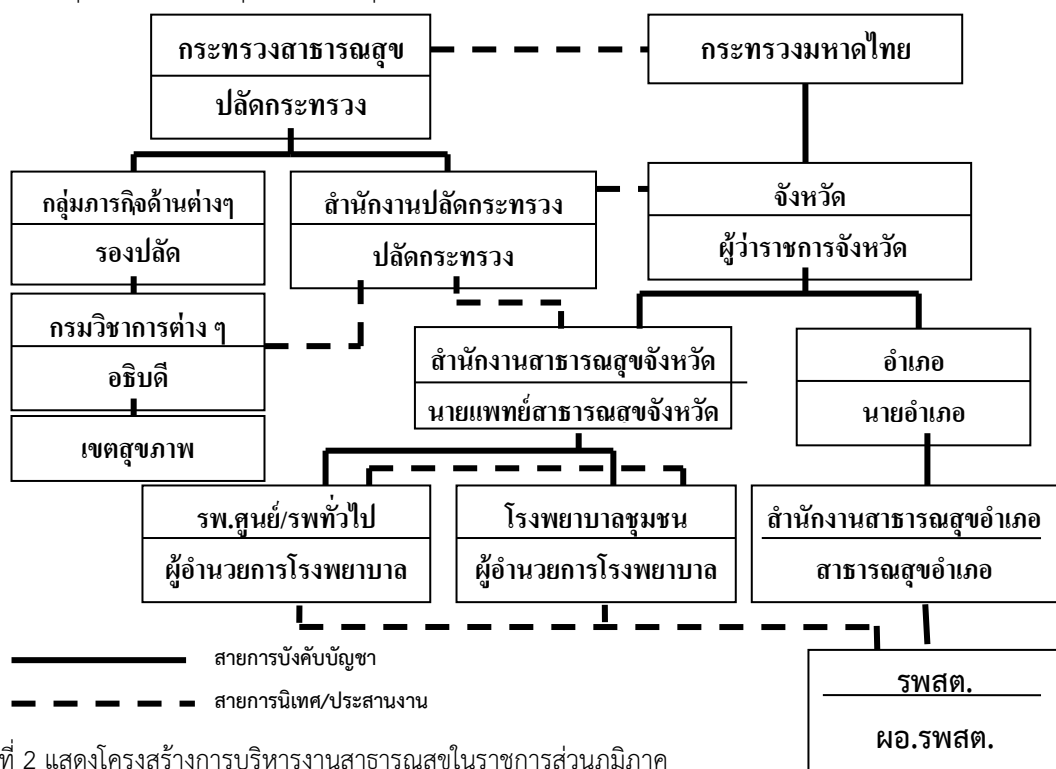 กระทรวงสาธารณสุข
ปลัดกระทรวง
กระทรวงมหาดไทย
กลุ่มภารกิจด้านต่างๆ
รองปลัด
สำนักงานปลัดกระทรวง
ปลัดกระทรวง
จังหวัด
ผู้ว่าราชการจังหวัด
กรมวิชาการต่าง ๆ
อธิบดี
เขตสุขภาพ
สำนักงานสาธารณสุขจังหวัด
นายแพทย์สาธารณสุขจังหวัด
อำเภอ
นายอำเภอ
รพ.ศูนย์/รพทั่วไป
ผู้อำนวยการโรงพยาบาล
โรงพยาบาลชุมชน
ผู้อำนวยการโรงพยาบาล
สำนักงานสาธารณสุขอำเภอ
สาธารณสุขอำเภอ
รพสต.
ผอ.รพสต.
สายการบังคับบัญชา
สายการนิเทศ/ประสานงาน
ที่ 2 แสดงโครงสร้างการบริหารงานสาธารณสุขในราชการส่วนภูมิภาค